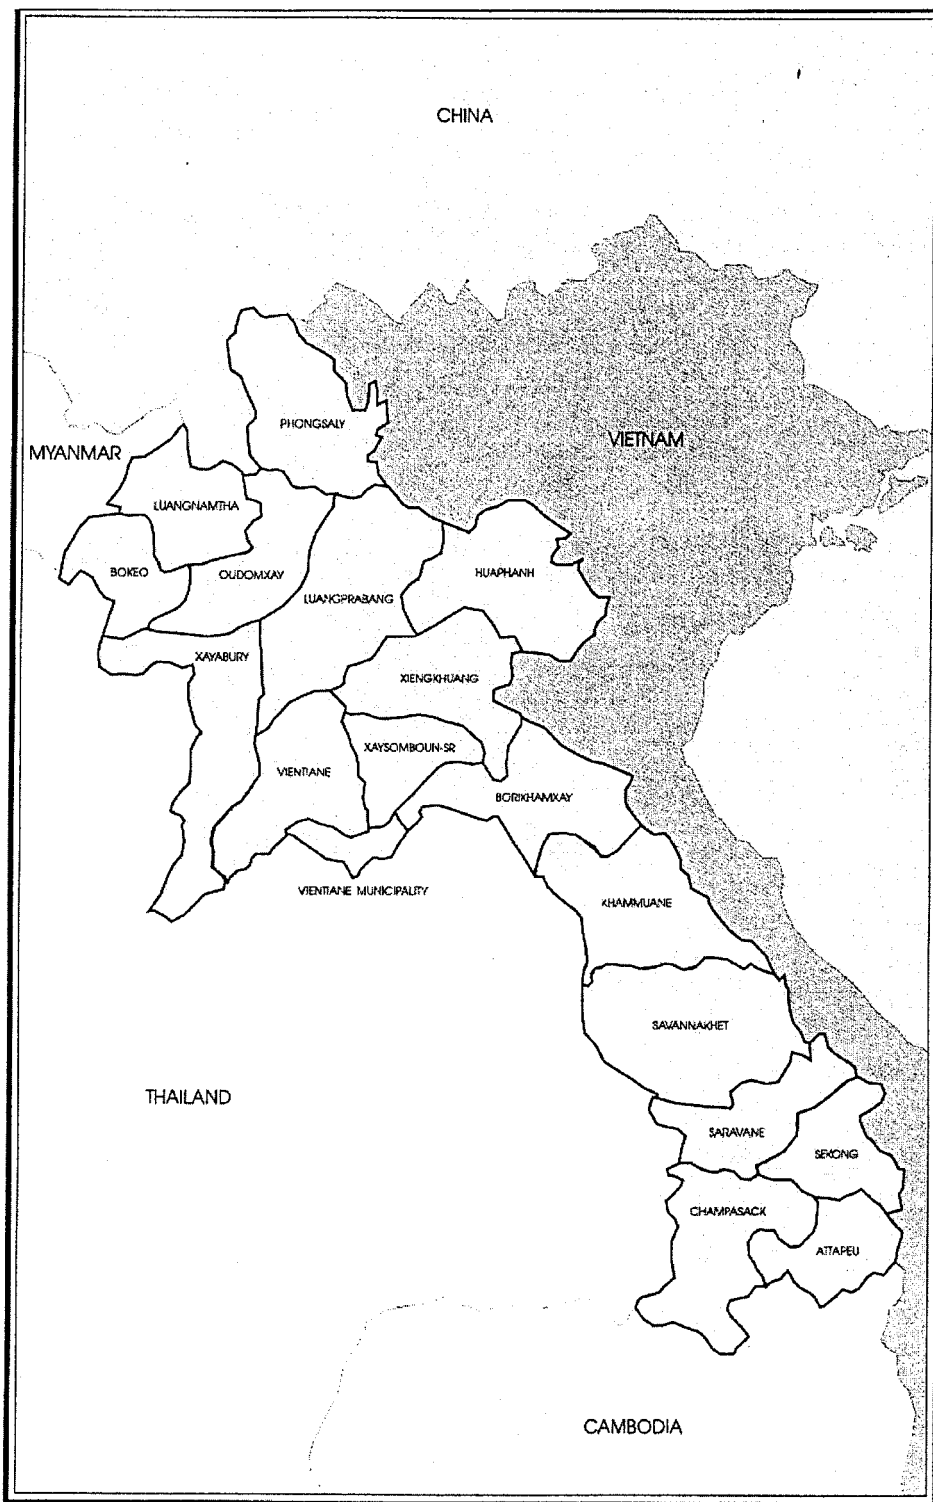 CHINA
PHONGSALY
VIETNAM
MYANMAR
LUANGNAMTHA
BOKEO
OUDOMXAY
HUAPHANH
LUANGPRABANG
XAYABURY
XIENGKHUANG
XAYSOMBOUN-SR
VIENTIANE
BORIKHAMXAY
VIENTIANE MUNICIPALITY
KHAMMUANE
SAVANNAKHET
THAILAND
SARAVANE
SEKONG
CHAMPASACK
ATTAPEU
CAMBODIA